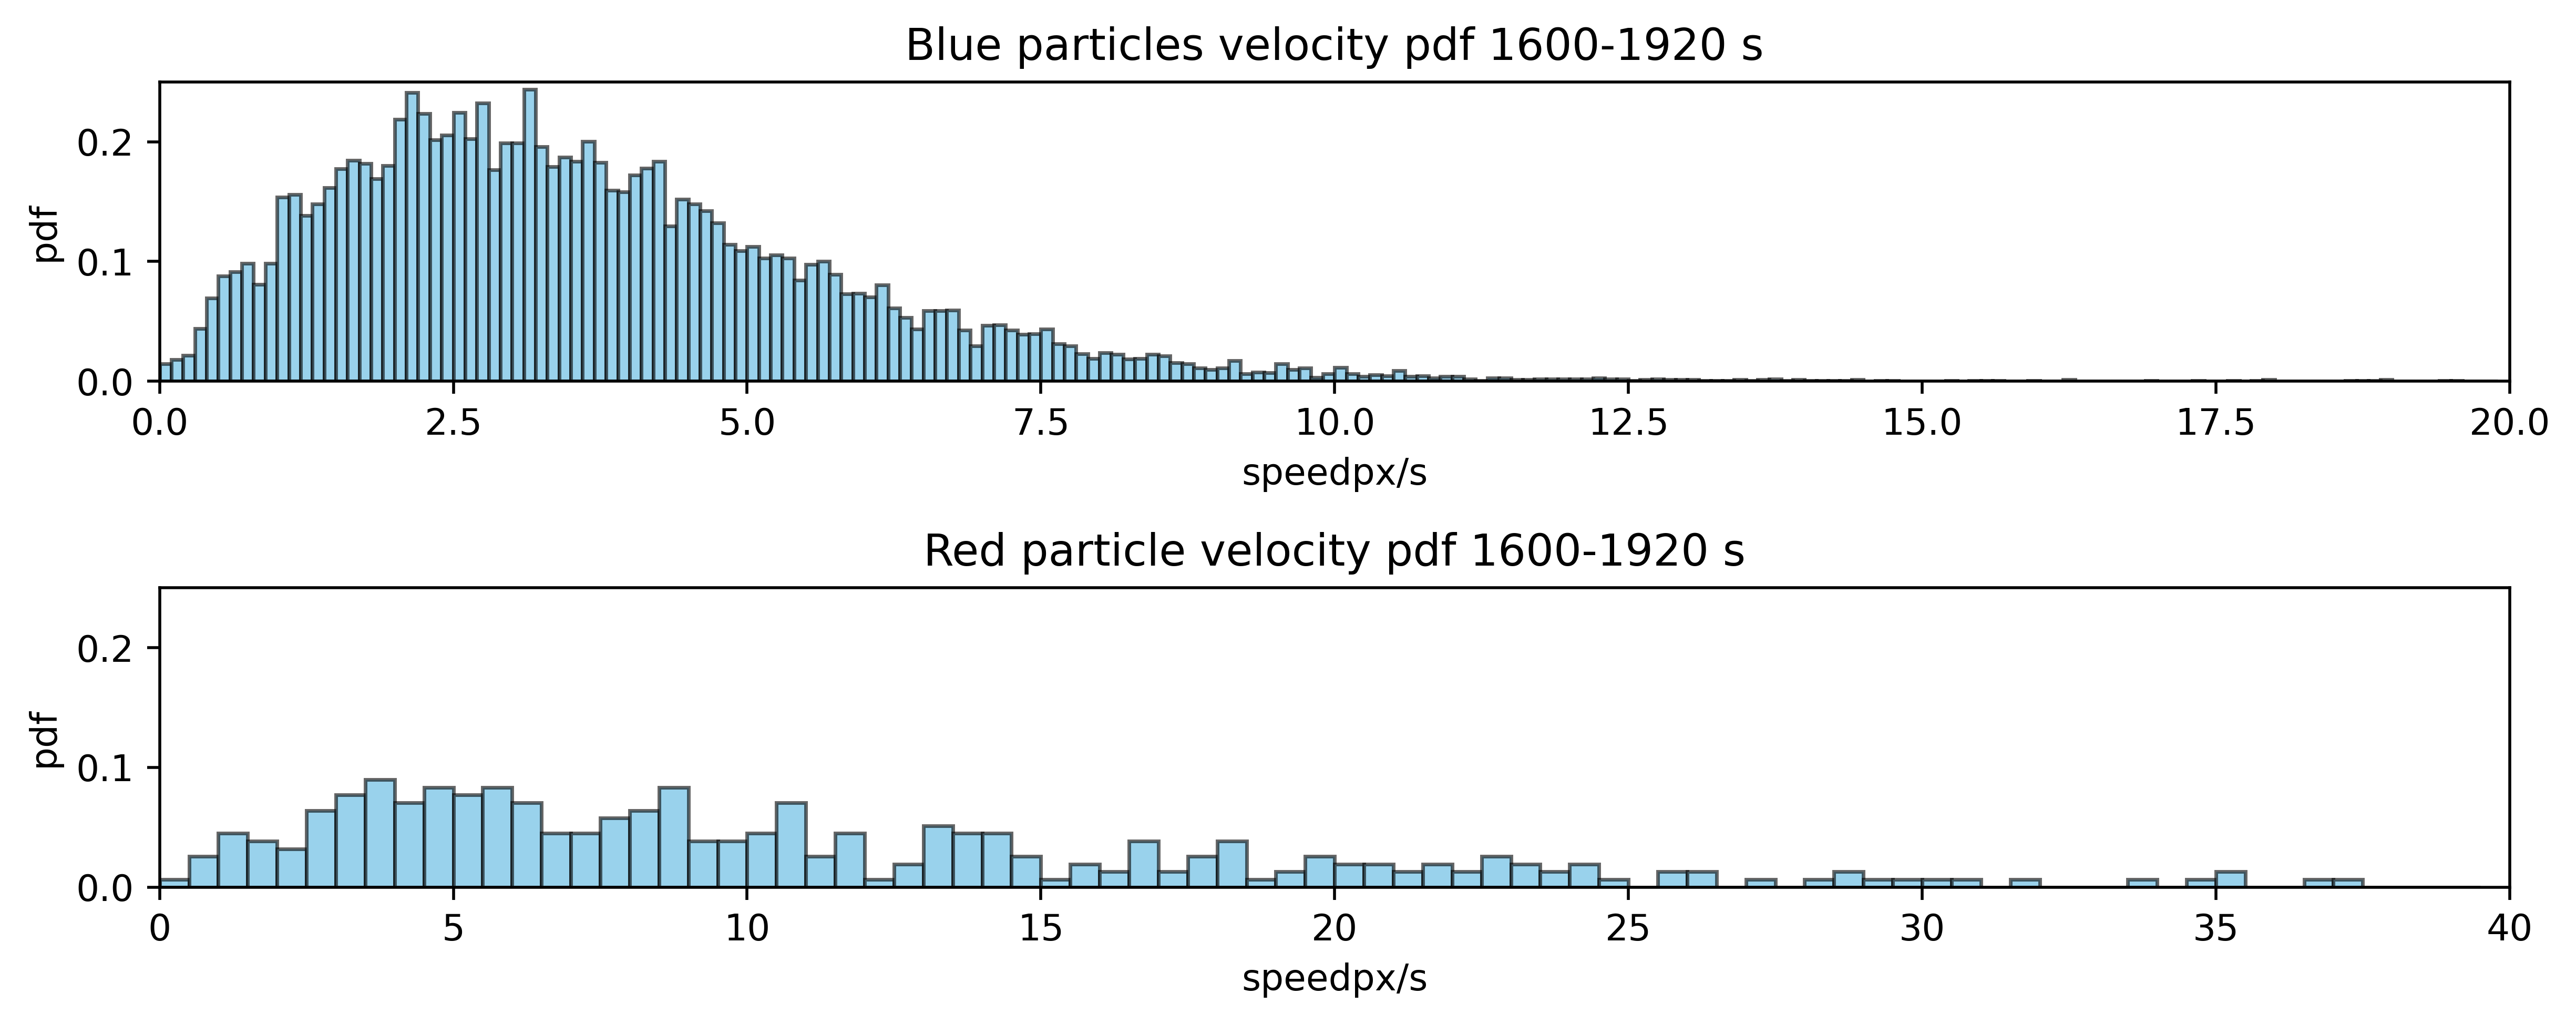 Blue particles velocity pdf 1600-1920 s
pdf
0.2
0.1
0.0
0.0 2.5 5.0 7.5 10.0 12.5 15.0 17.5 20.0
speedpx/s
Red particle velocity pdf 1600-1920 s
pdf
0.2
0.1
0.0
0 5 10 15 20 25 30 35 40
speedpx/s